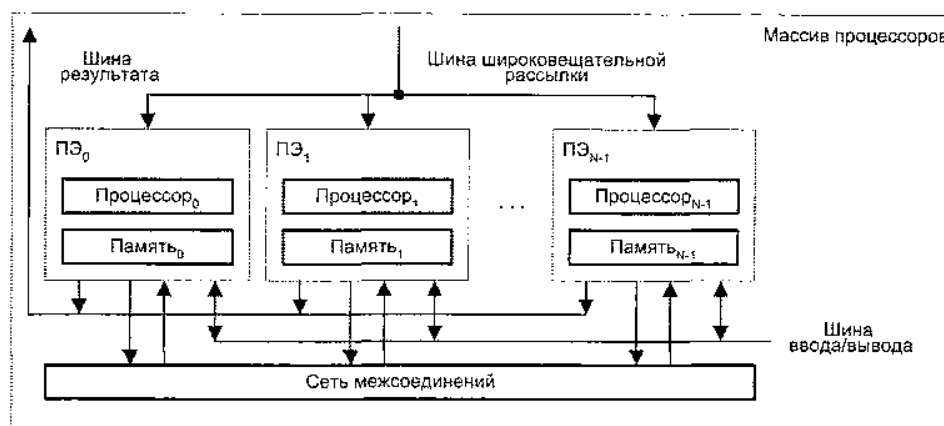 Массив процессоров
Шина
результата
Шина широковещательной
рассылки
ПЭ₀
ПЭ₁
ПЭN-1
Процессор₀
Процессор₁
...
ПроцессорN-1
Память₀
Память₁
ПамятьN-1
Шина
ввода/вывода
Сеть межсоединений